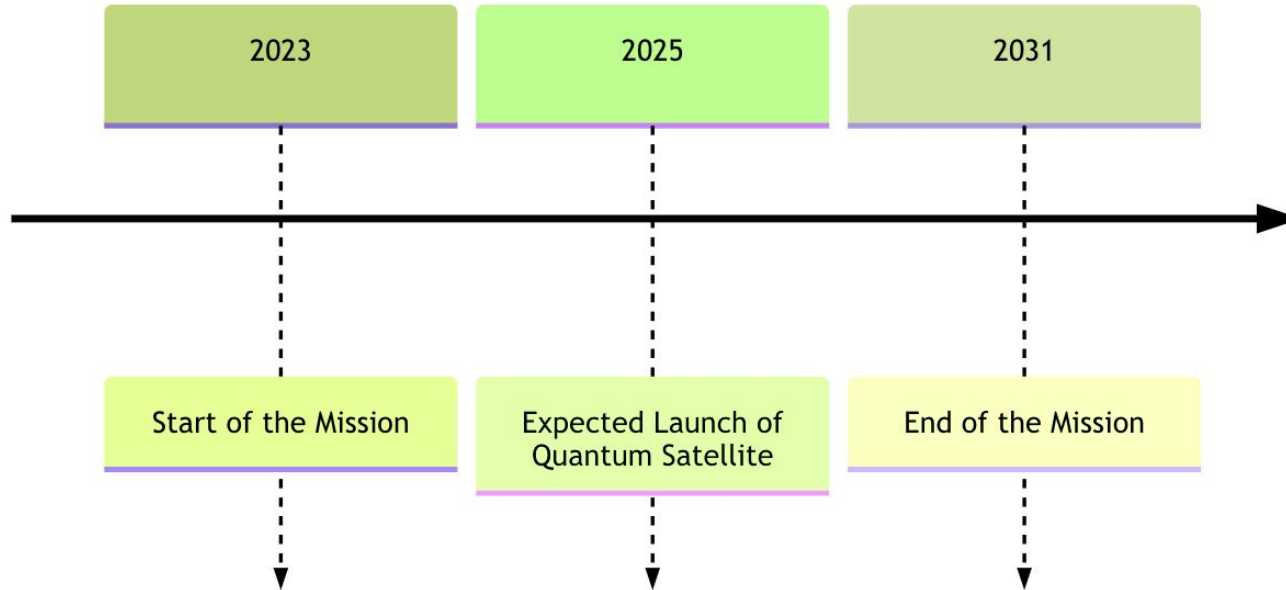 2023
2025
2031
Start of the Mission
Expected Launch of
Quantum Satellite
End of the Mission